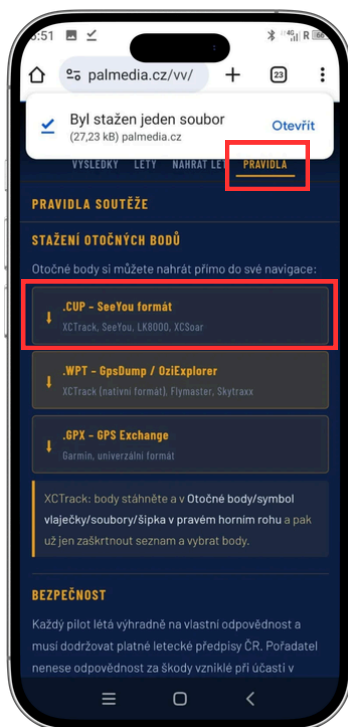 5:51
palmedia.cz/vv/
23
Byl stažen jeden soubor
(27,23 kB) palmedia.cz
Otevřít
VÝSLEDKY LETY NAHRÁT LET PRAVIDLA
PRAVIDLA SOUTĚŽE
STAŽENÍ OTOČNÝCH BODŮ
Otočné body si můžete nahrát přímo do své navigace:
.CUP – SeeYou formát
XCTrack, SeeYou, LK8000, XCSoar
.WPT – GpsDump / OziExplorer
XCTrack (nativní formát), Flymaster, Skytraxx
.GPX – GPS Exchange
Garmin, univerzální formát
XCTrack: body stáhněte a v Otočné body/symbol
vlaječky/soubory/šipka v pravém horním rohu a pak
už jen zaškrtnout seznam a vybrat body.
BEZPEČNOST
Každý pilot létá výhradně na vlastní odpovědnost a
musí dodržovat platné letecké předpisy ČR. Pořadatel
nenese odpovědnost za škody vzniklé při účasti v